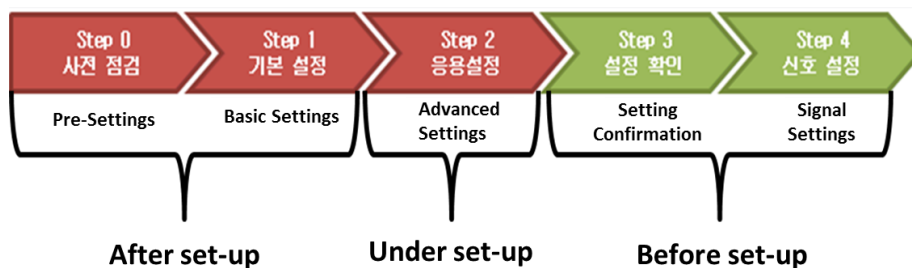 Step 0
사전 점검
Step 1
기본 설정
Step 2
응용설정
Step 3
설정 확인
Step 4
신호 설정
Pre-Settings
Basic Settings
Advanced
Settings
Setting
Confirmation
Signal
Settings
After set-up
Under set-up
Before set-up